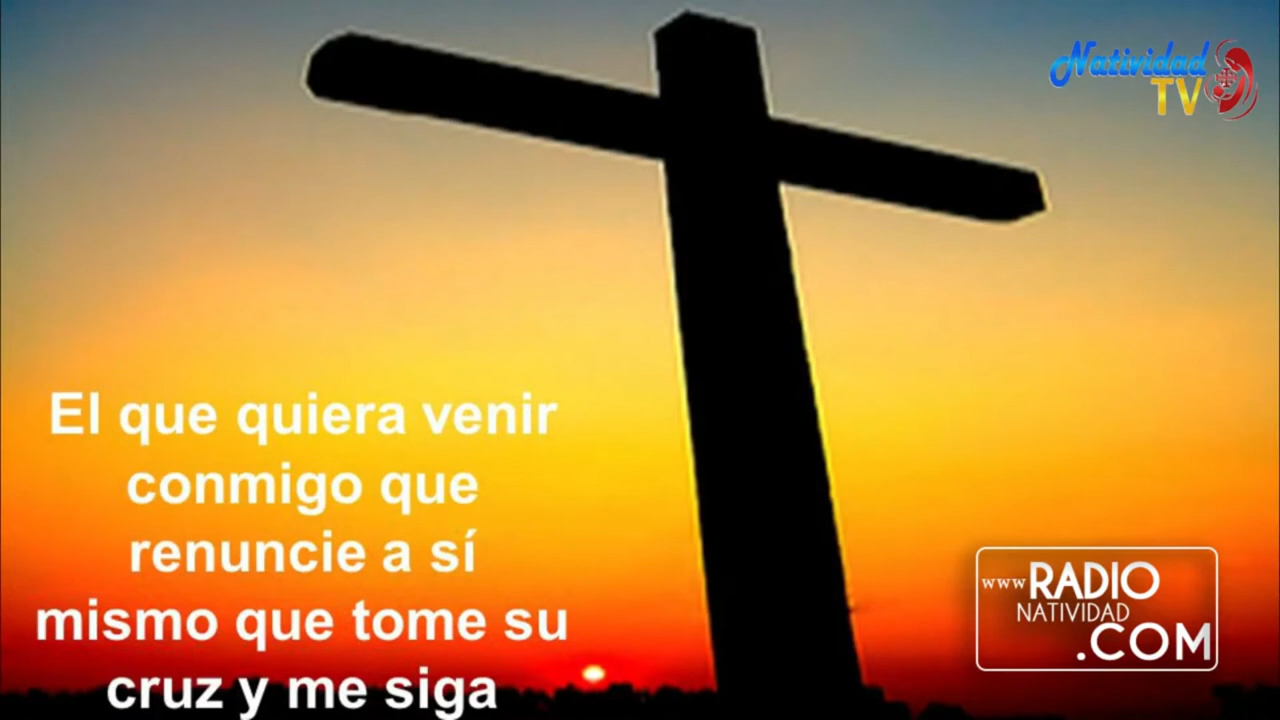 Natividad
TV
El que quiera venir
conmigo que
renuncie a sí
mismo que tome su
cruz y me siga
www RADIO
NATIVIDAD
.COM